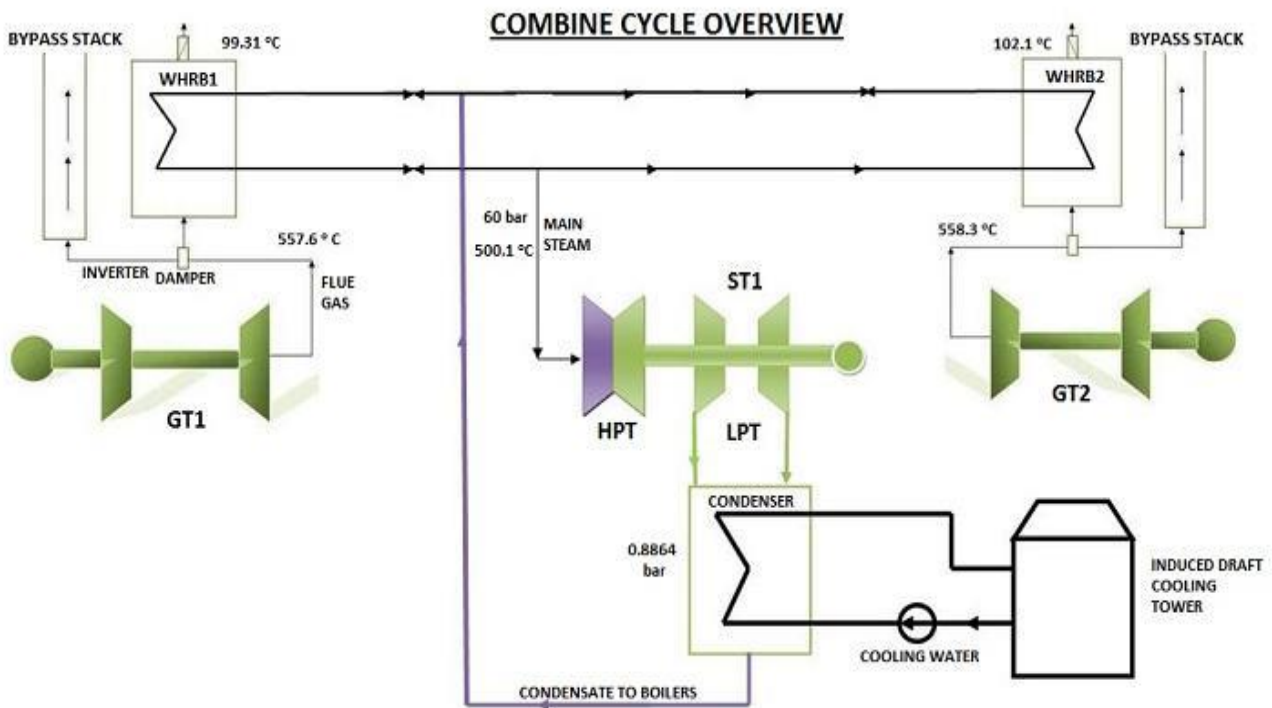 COMBINE CYCLE OVERVIEW
BYPASS STACK
99.31 °C
WHRB1
102.1 °C
BYPASS STACK
WHRB2
60 bar
500.1 °C
MAIN
STEAM
557.6 ° C
558.3 °C
INVERTER
DAMPER
FLUE
GAS
ST1
GT1
GT2
HPT
LPT
CONDENSER
0.8864
bar
INDUCED DRAFT
COOLING
TOWER
COOLING WATER
CONDENSATE TO BOILERS